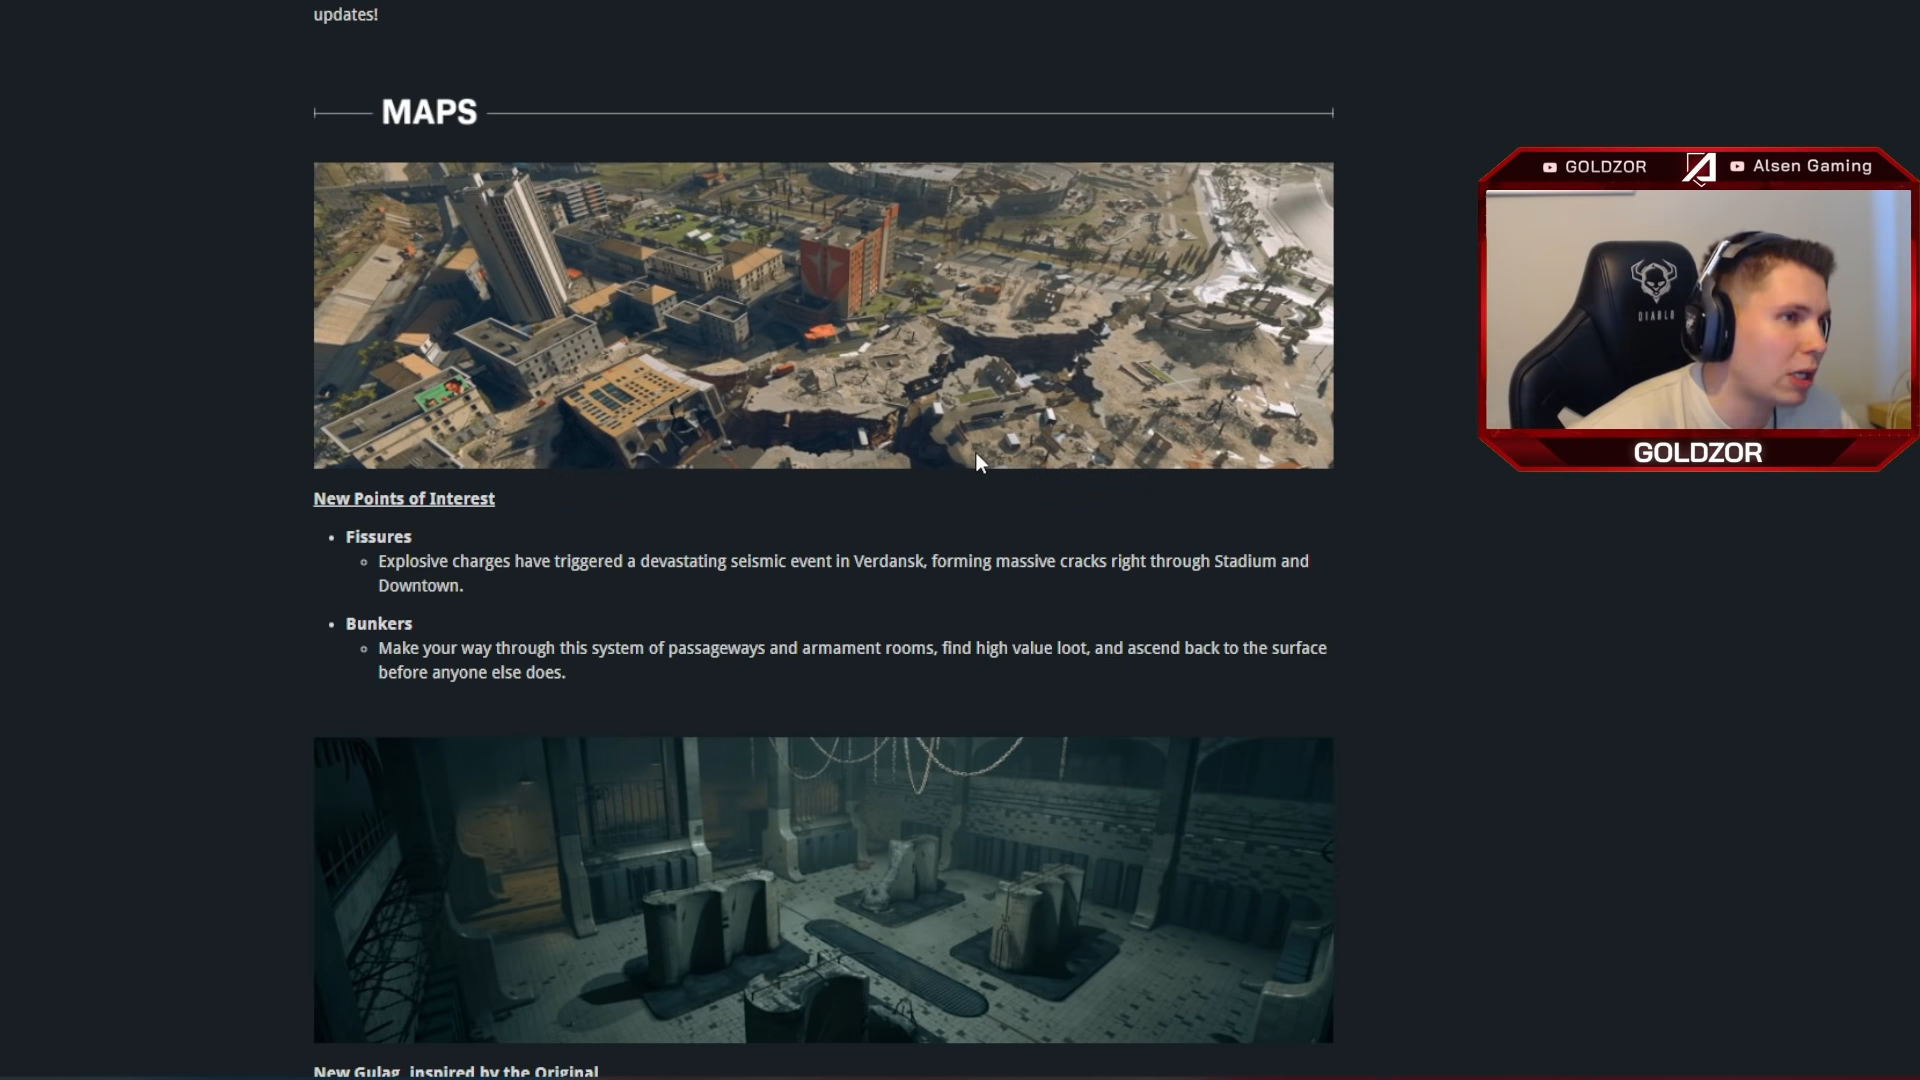 updates!
MAPS
GOLDZOR
Alsen Gaming
DIABLO
GOLDZOR
New Points of Interest
Fissures
Explosive charges have triggered a devastating seismic event in Verdansk, forming massive cracks right through Stadium and
Downtown.
Bunkers
Make your way through this system of passageways and armament rooms, find high value loot, and ascend back to the surface
before anyone else does.
New Gulag, inspired by the Original